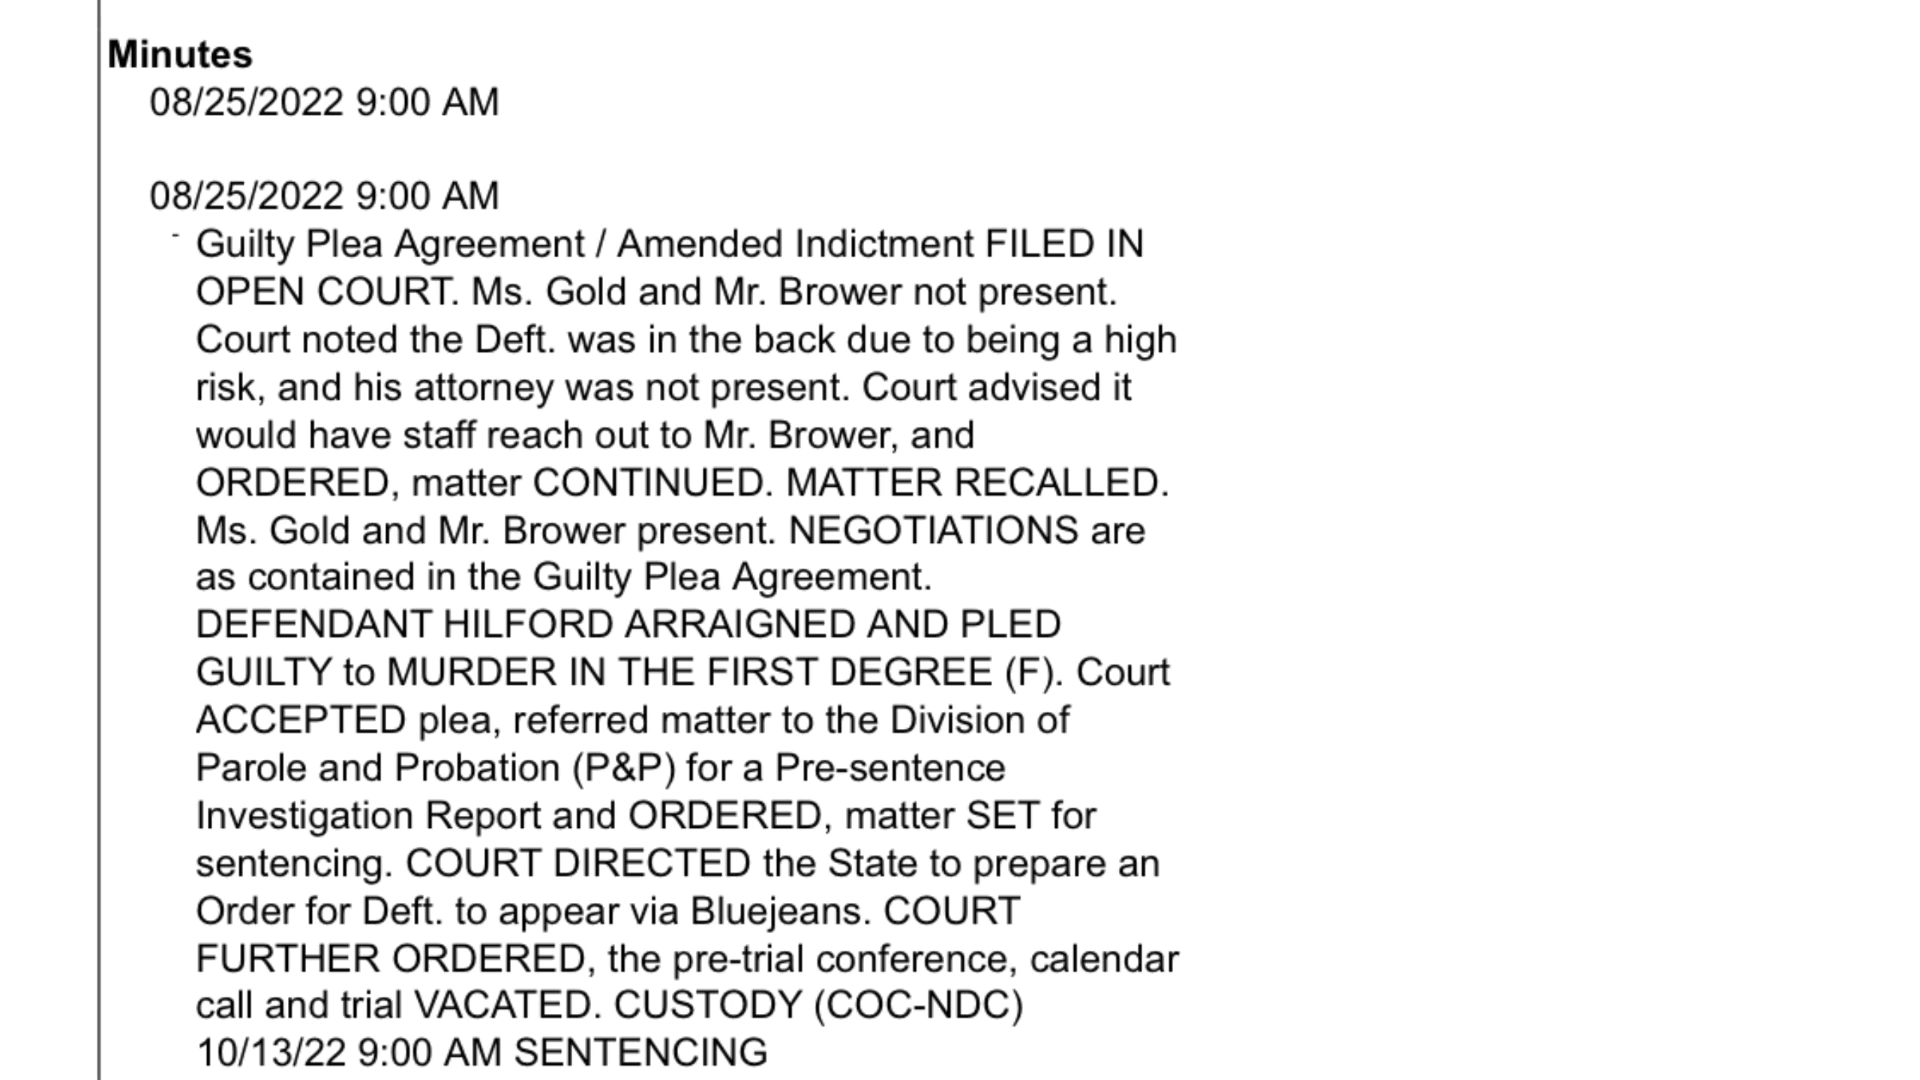 Minutes
08/25/2022 9:00 AM
08/25/2022 9:00 AM
- Guilty Plea Agreement / Amended Indictment FILED IN
OPEN COURT. Ms. Gold and Mr. Brower not present.
Court noted the Deft. was in the back due to being a high
risk, and his attorney was not present. Court advised it
would have staff reach out to Mr. Brower, and
ORDERED, matter CONTINUED. MATTER RECALLED.
Ms. Gold and Mr. Brower present. NEGOTIATIONS are
as contained in the Guilty Plea Agreement.
DEFENDANT HILFORD ARRAIGNED AND PLED
GUILTY to MURDER IN THE FIRST DEGREE (F). Court
ACCEPTED plea, referred matter to the Division of
Parole and Probation (P&P) for a Pre-sentence
Investigation Report and ORDERED, matter SET for
sentencing. COURT DIRECTED the State to prepare an
Order for Deft. to appear via Bluejeans. COURT
FURTHER ORDERED, the pre-trial conference, calendar
call and trial VACATED. CUSTODY (COC-NDC)
10/13/22 9:00 AM SENTENCING